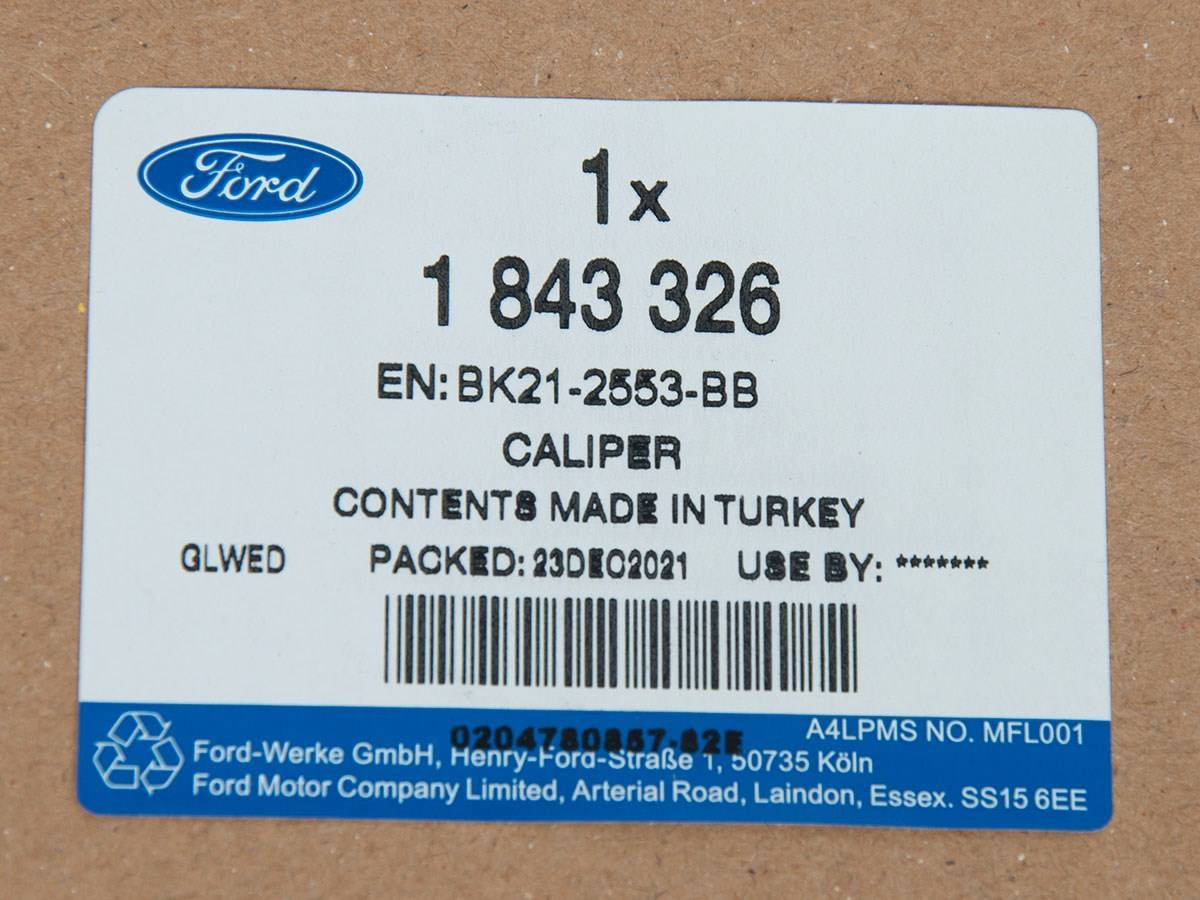 Ford
1x
1 843 326
EN: BK21-2553-BB
CALIPER
CONTENTS MADE IN TURKEY
GLWED PACKED: 23DEC2021 USE BY: *******
A4LPMS NO. MFL001
0204780857-82E
Ford-Werke GmbH, Henry-Ford-Straße 1, 50735 Köln
Ford Motor Company Limited, Arterial Road, Laindon, Essex. SS15 6EE